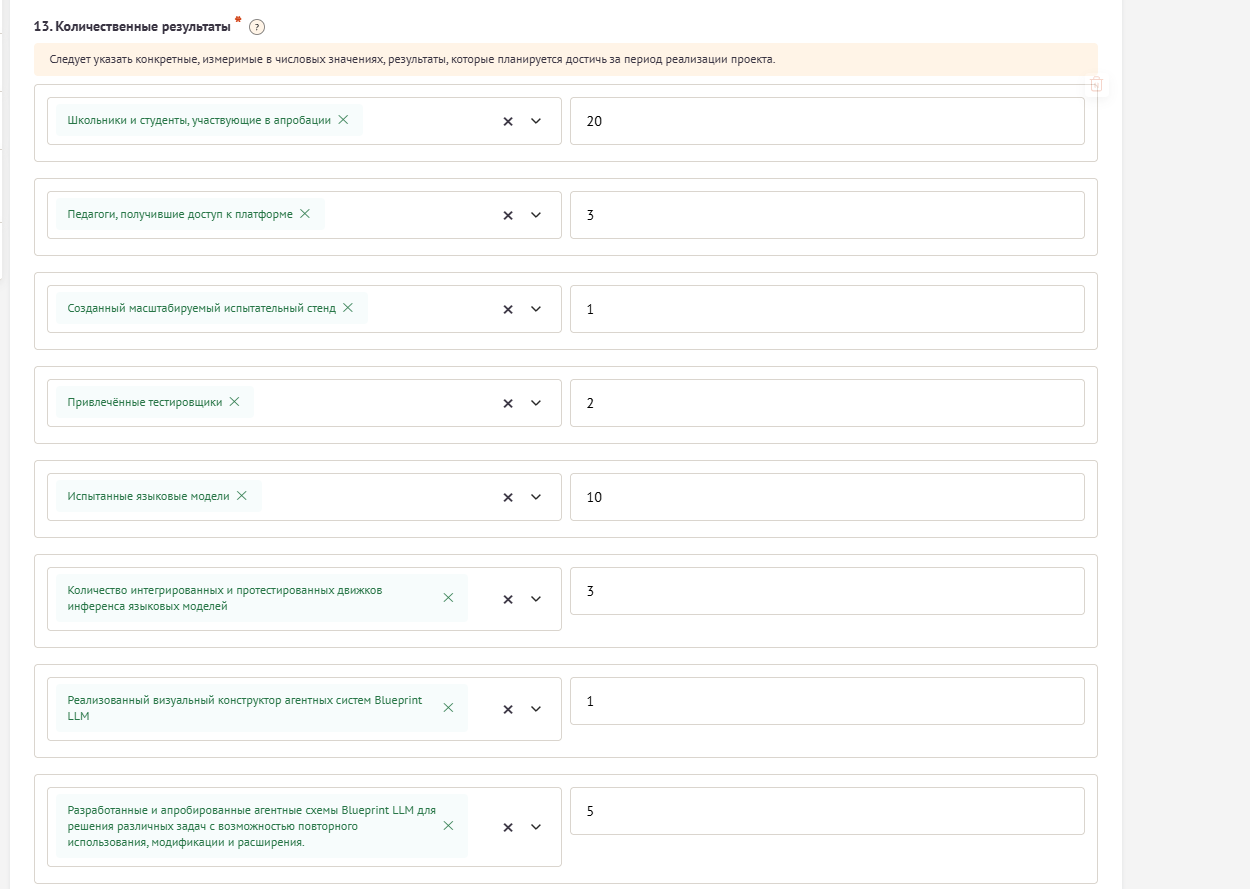 13. Количественные результаты * ?
Следует указать конкретные, измеримые в числовых значениях, результаты, которые планируется достичь за период реализации проекта.
Школьники и студенты, участвующие в апробации
20
Педагоги, получившие доступ к платформе
3
Созданный масштабируемый испытательный стенд
1
Привлечённые тестировщики
2
Испытанные языковые модели
10
Количество интегрированных и протестированных движков
инференса языковых моделей
3
Реализованный визуальный конструктор агентных систем Blueprint
LLM
1
Разработанные и апробированные агентные схемы Blueprint LLM для
решения различных задач с возможностью повторного
использования, модификации и расширения.
5